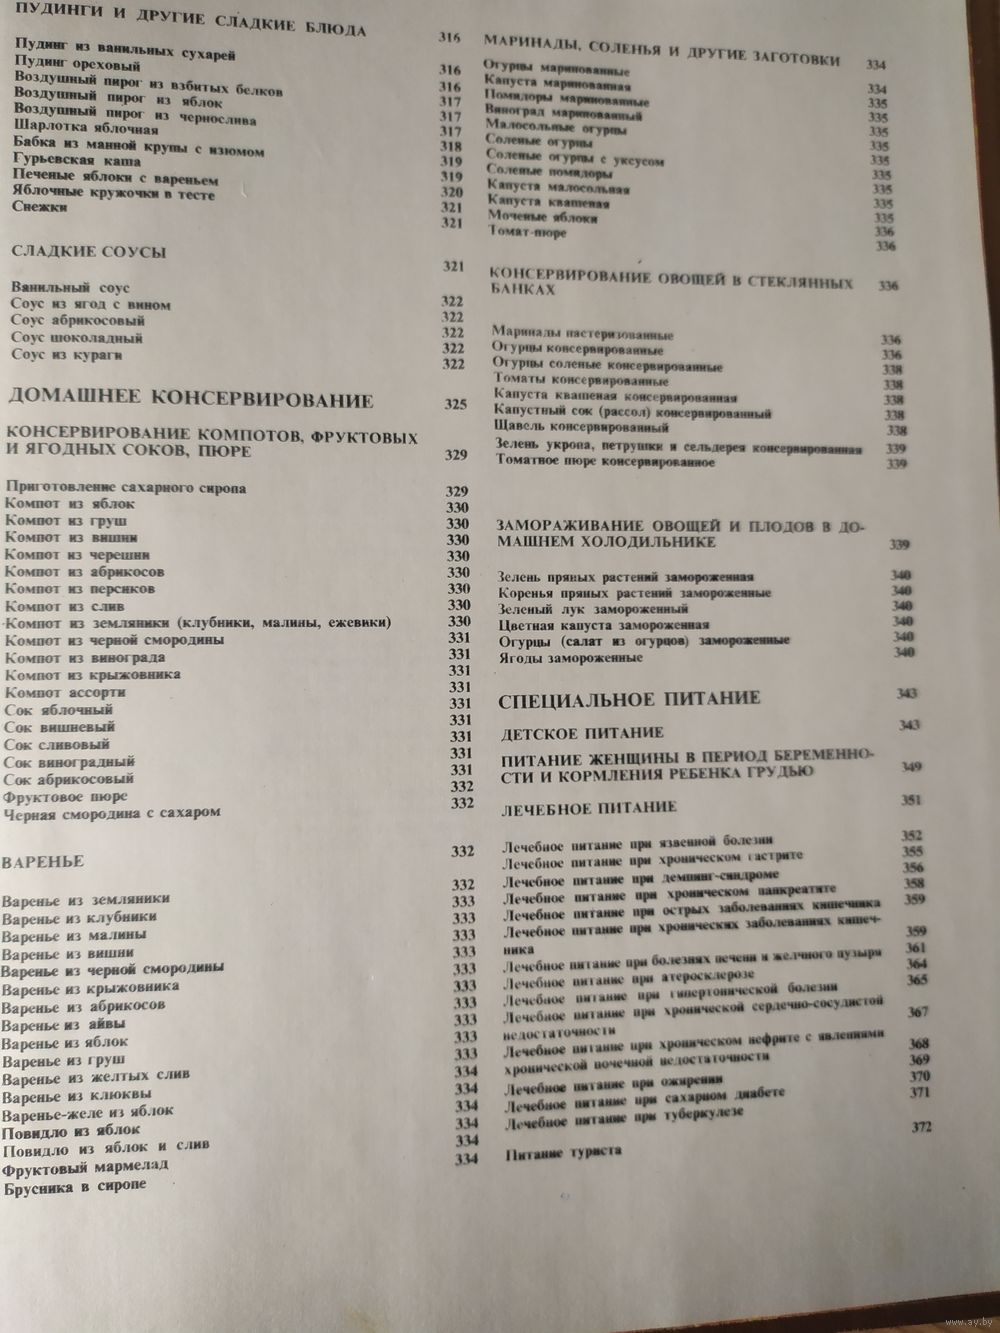 ПУДИНГИ И ДРУГИЕ СЛАДКИЕ БЛЮДА 316
Пудинг из ванильных сухарей 316
Пудинг ореховый 316
Воздушный пирог из взбитых белков 317
Воздушный пирог из яблок 317
Воздушный пирог из чернослива 317
Шарлотка яблочная 318
Бабка из манной крупы с изюмом 319
Гурьевская каша 319
Печеные яблоки с вареньем 320
Яблочные кружочки в тесте 321
Снежки 321
СЛАДКИЕ СОУСЫ 321
Ванильный соус 322
Соус из ягод с вином 322
Соус абрикосовый 322
Соус шоколадный 322
Соус из кураги 322
ДОМАШНЕЕ КОНСЕРВИРОВАНИЕ 325
КОНСЕРВИРОВАНИЕ КОМПОТОВ, ФРУКТОВЫХ
И ЯГОДНЫХ СОКОВ, ПЮРЕ 329
Приготовление сахарного сиропа 329
Компот из яблок 330
Компот из груш 330
Компот из вишни 330
Компот из черешни 330
Компот из абрикосов 330
Компот из персиков 330
Компот из слив 330
Компот из земляники (клубники, малины, ежевики) 330
Компот из черной смородины 331
Компот из винограда 331
Компот из крыжовника 331
Компот ассорти 331
Сок яблочный 331
Сок вишневый 331
Сок сливовый 331
Сок виноградный 331
Сок абрикосовый 331
Фруктовое пюре 332
Черная смородина с сахаром 332
ВАРЕНЬЕ 332
Варенье из земляники 332
Варенье из клубники 333
Варенье из малины 333
Варенье из вишни 333
Варенье из черной смородины 333
Варенье из крыжовника 333
Варенье из абрикосов 333
Варенье из айвы 333
Варенье из яблок 333
Варенье из груш 333
Варенье из желтых слив 334
Варенье из клюквы 334
Варенье-желе из яблок 334
Повидло из яблок 334
Повидло из яблок и слив 334
Фруктовый мармелад 334
Брусника в сиропе
МАРИНАДЫ, СОЛЕНЬЯ И ДРУГИЕ ЗАГОТОВКИ 334
Огурцы маринованные 334
Капуста маринованная 335
Помидоры маринованные 335
Виноград маринованный 335
Малосольные огурцы 335
Соленые огурцы 335
Соленые огурцы с уксусом 335
Соленые помидоры 335
Капуста малосольная 335
Капуста квашеная 335
Моченые яблоки 336
Томат-пюре 336
КОНСЕРВИРОВАНИЕ ОВОЩЕЙ В СТЕКЛЯННЫХ
БАНКАХ 336
Маринады пастеризованные 336
Огурцы консервированные 336
Огурцы соленые консервированные 338
Томаты консервированные 338
Капуста квашеная консервированная 338
Капустный сок (рассол) консервированный 338
Щавель консервированный 338
Зелень укропа, петрушки и сельдерея консервированная 339
Томатное пюре консервированное 339
ЗАМОРАЖИВАНИЕ ОВОЩЕЙ И ПЛОДОВ В ДО-
МАШНЕМ ХОЛОДИЛЬНИКЕ 339
Зелень пряных растений замороженная 340
Коренья пряных растений замороженные 340
Зеленый лук замороженный 340
Цветная капуста замороженная 340
Огурцы (салат из огурцов) замороженные 340
Ягоды замороженные 340
СПЕЦИАЛЬНОЕ ПИТАНИЕ 343
ДЕТСКОЕ ПИТАНИЕ 343
ПИТАНИЕ ЖЕНЩИНЫ В ПЕРИОД БЕРЕМЕННО-
СТИ И КОРМЛЕНИЯ РЕБЕНКА ГРУДЬЮ 349
ЛЕЧЕБНОЕ ПИТАНИЕ 351
Лечебное питание при язвенной болезни 352
Лечебное питание при хроническом гастрите 355
Лечебное питание при демпинг-синдроме 356
Лечебное питание при хроническом панкреатите 358
Лечебное питание при острых заболеваниях кишечника 359
Лечебное питание при хронических заболеваниях кишеч-
ника 359
Лечебное питание при болезнях печени и желчного пузыря 361
Лечебное питание при атеросклерозе 364
Лечебное питание при гипертонической болезни 365
Лечебное питание при хронической сердечно-сосудистой
недостаточности 367
Лечебное питание при хроническом нефрите с явлениями
хронической почечной недостаточности 368
Лечебное питание при ожирении 369
Лечебное питание при сахарном диабете 370
Лечебное питание при туберкулезе 371
Питание туриста 372
www.ay.by